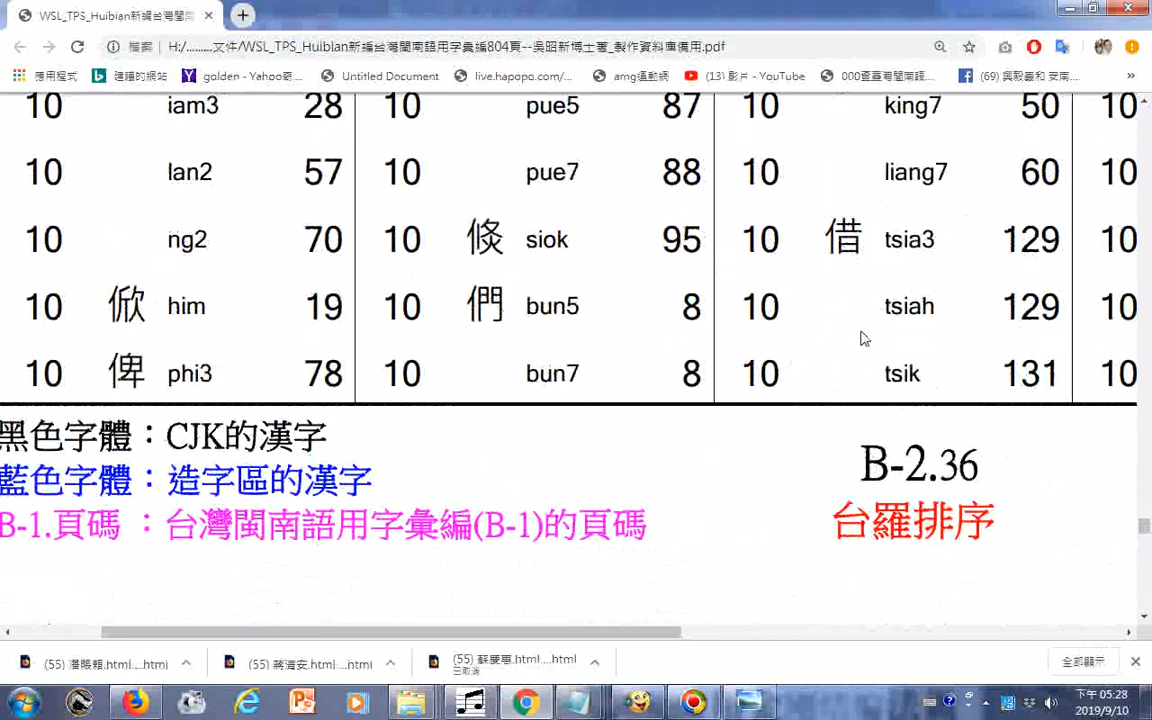 WSL_TPS_Huibian新編台灣閩南
檔案 H:/.........文件/WSL_TPS_Huibian新編台灣閩南語用字彙編804頁--吳昭新博士著_製作資料庫備用.pdf
應用程式 建議的網站 golden - Yahoo奇... Untitled Document live.hapopo.com/... amg運動網 (13) 影片 - YouTube 000查臺灣閩南語... (69) 與毅嘉和 安南... »
10 iam3 28 10 pue5 87 10 king7 50 10
10 lan2 57 10 pue7 88 10 liang7 60 10
10 ng2 70 10 倏 siok 95 10 借 tsia3 129 10
10 俽 him 19 10 們 bun5 8 10 tsiah 129 10
10 俾 phi3 78 10 bun7 8 10 tsik 131 10
黑色字體：CJK的漢字
藍色字體：造字區的漢字
B-1.頁碼 ：台灣閩南語用字彙編(B-1)的頁碼
B-2.36
台羅排序
(55) 潘賜賴.html....html
(55) 蔣渭安.html....html
(55) 蘇慶專.html....html
已取消
全部顯示
下午 05:28
2019/9/10